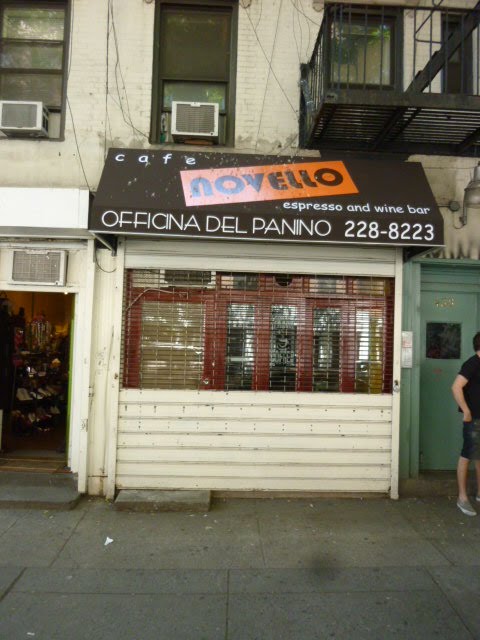 cafe
NOVELLO
espresso and wine bar
OFFICINA DEL PANINO 228-8223